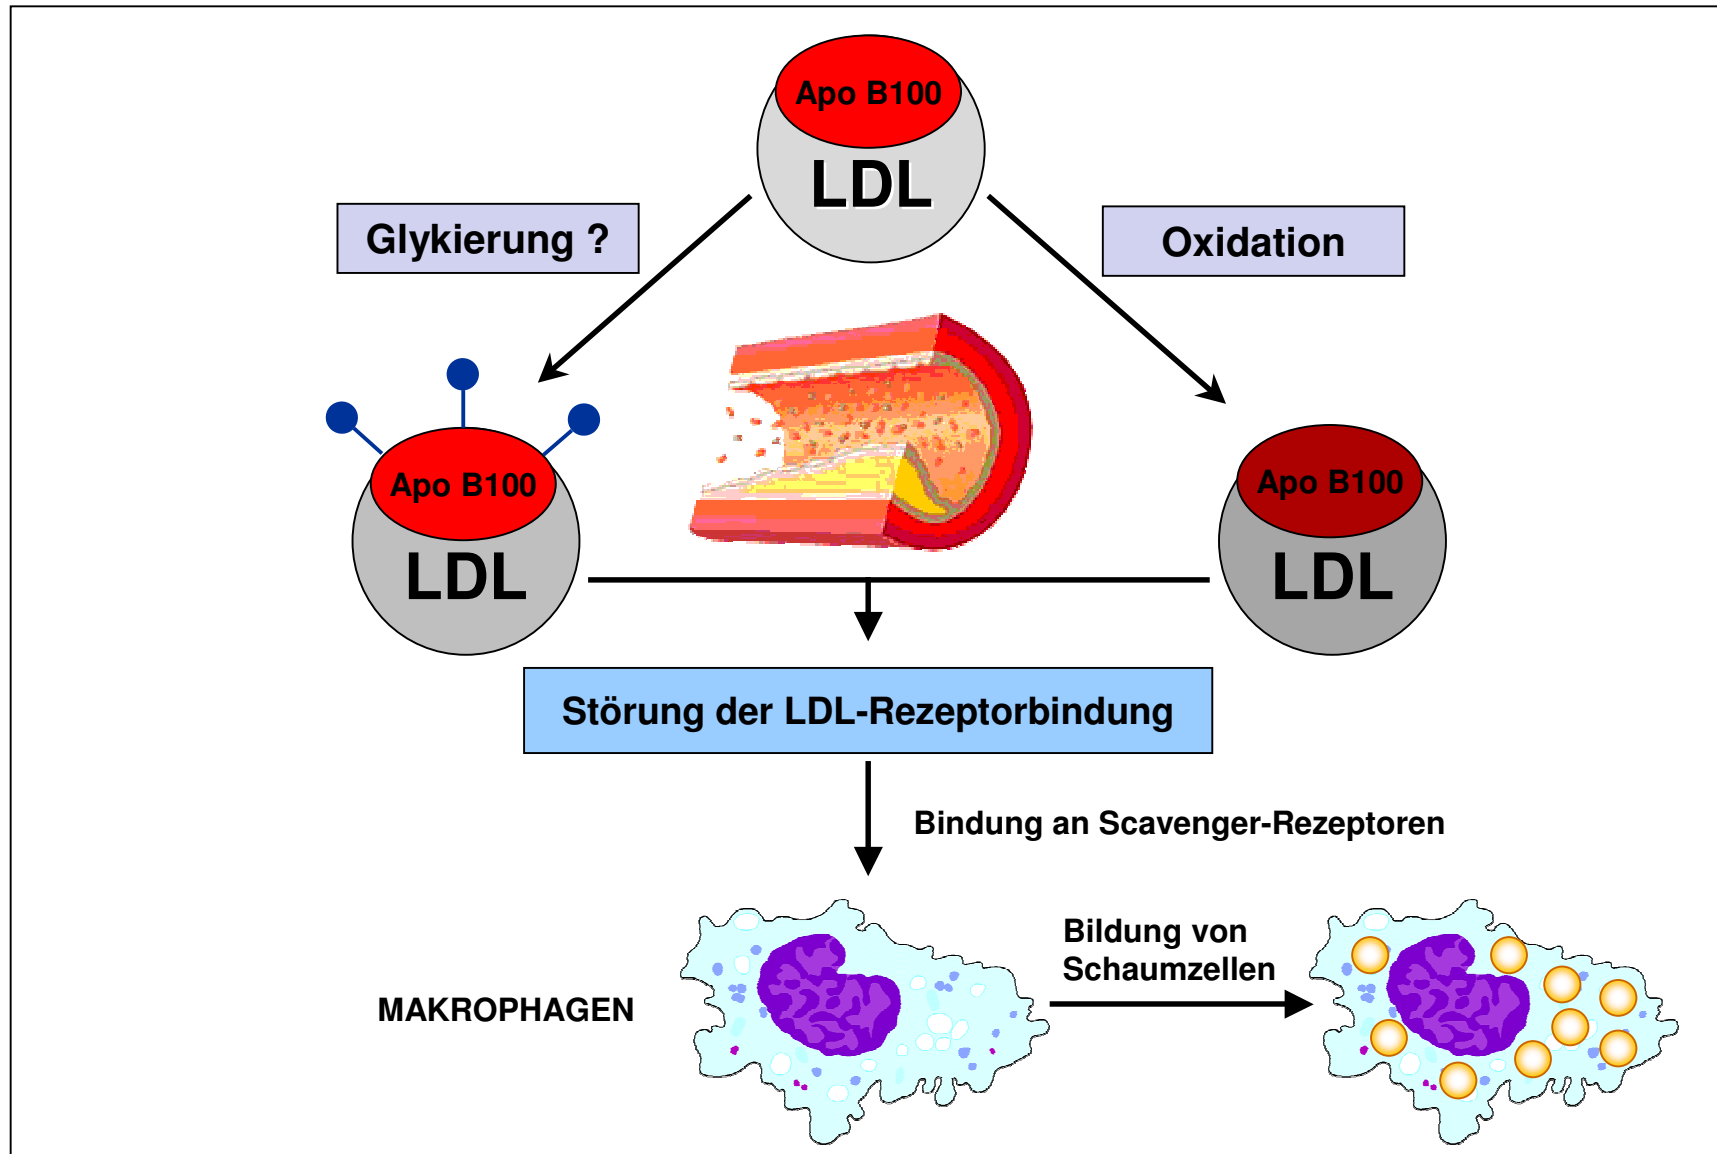 Apo B100
LDL
Glykierung ?
Oxidation
Apo B100
LDL
Apo B100
LDL
Störung der LDL-Rezeptorbindung
Bindung an Scavenger-Rezeptoren
MAKROPHAGEN
Bildung von
Schaumzellen